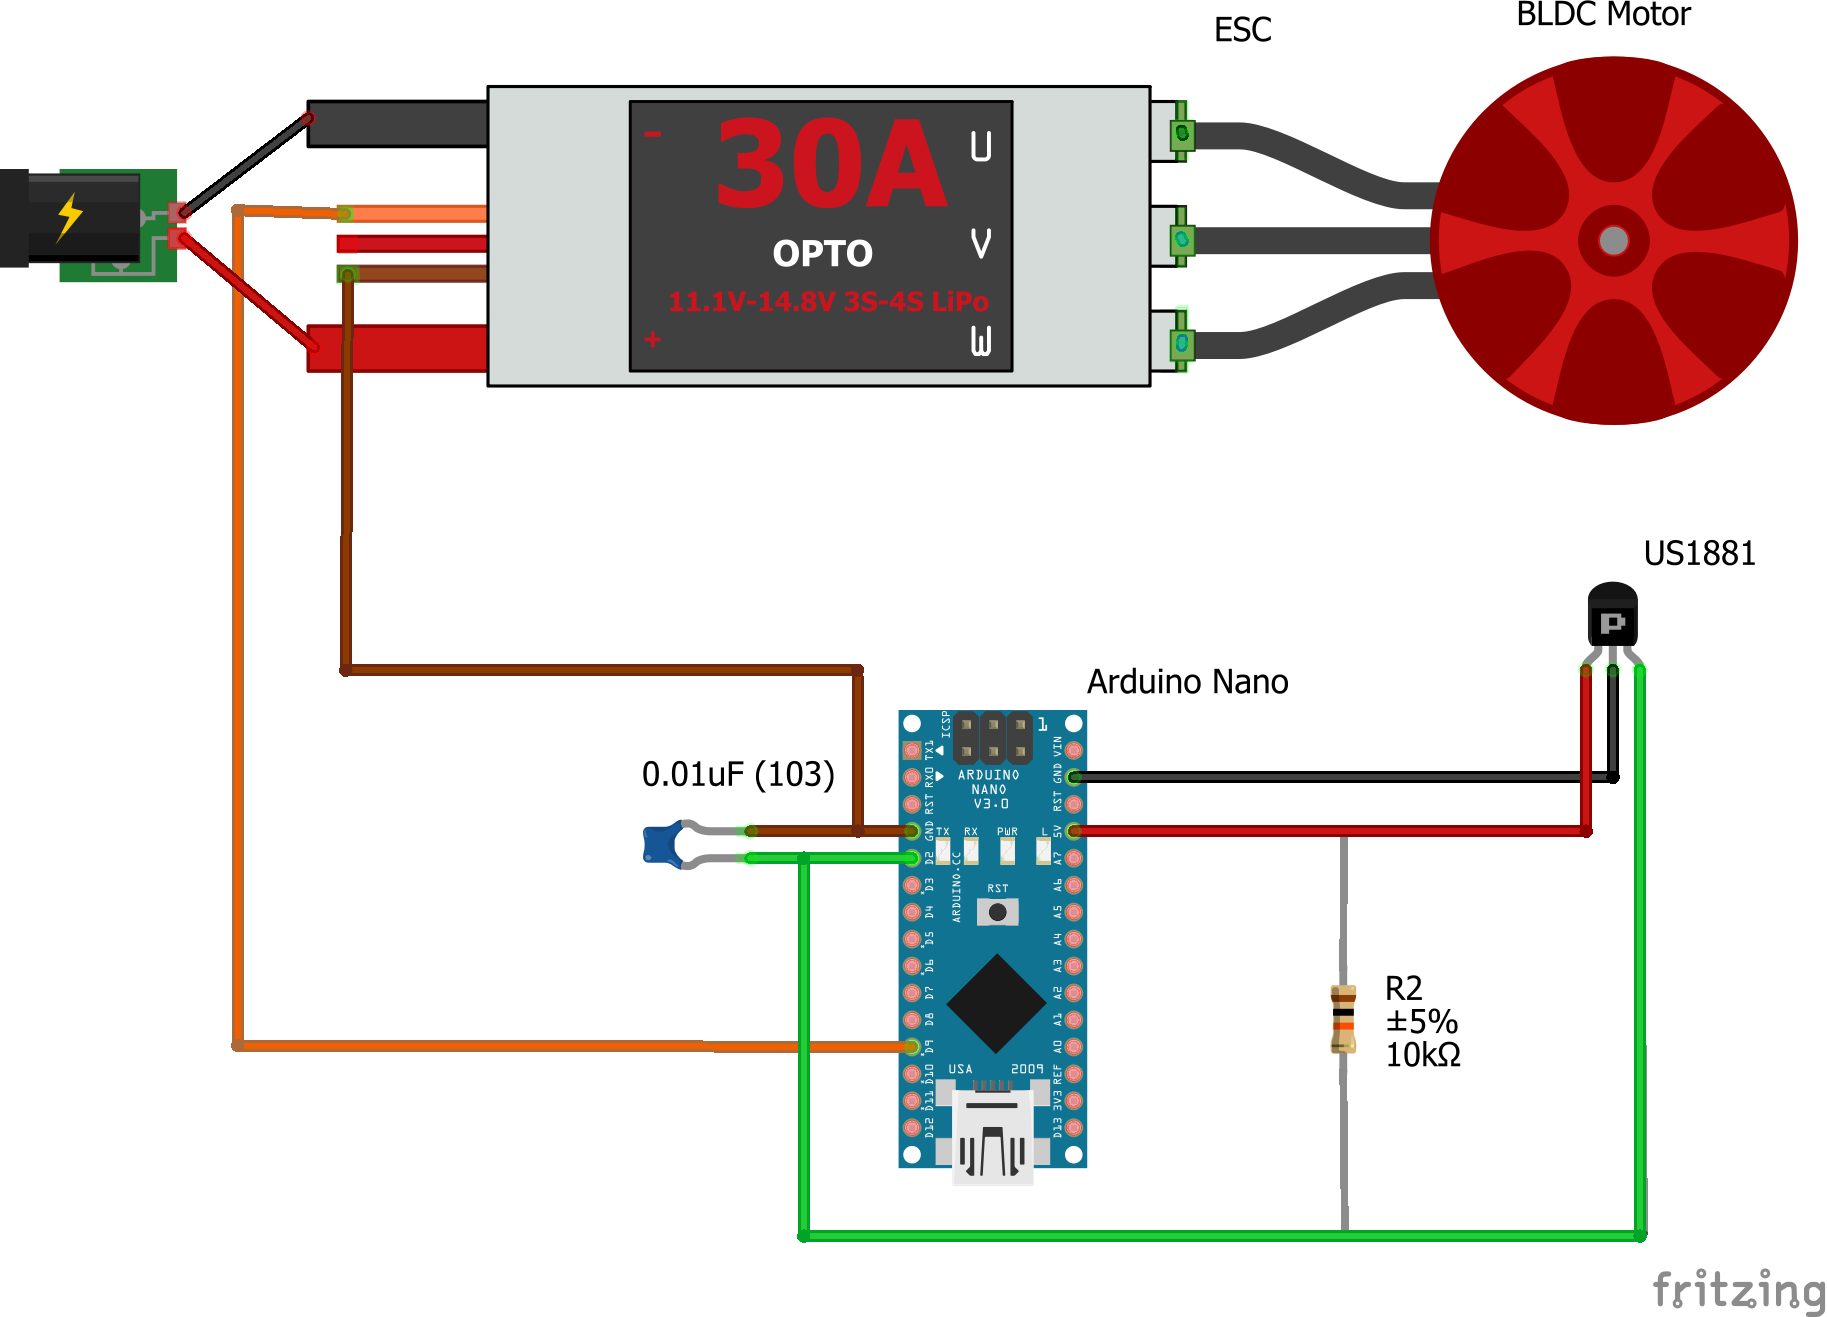 ESC
BLDC Motor
-
30A
U
OPTO
V
11.1V-14.8V 3S-4S LiPo
+
W
US1881
P
Arduino Nano
0.01uF (103)
ICSP
1
ARDUINO
NANO
V3.0
TX1
RX0
RST
GND
D2
D3
D4
D5
D6
D7
D8
D9
D10
D11
D12
VIN
GND
RST
5V
A7
A6
A5
A4
A3
A2
A1
A0
REF
3V3
D13
TX
RX
PWR
L
ARDUINO.CC
RST
USA
2009
R2
±5%
10kΩ
fritzing